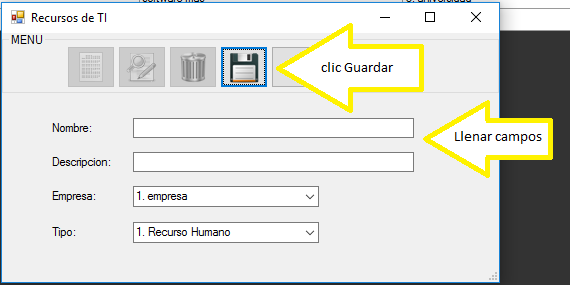 Recursos de TI
MENU
clic Guardar
Nombre:
Llenar campos
Descripcion:
Empresa: 1. empresa
Tipo: 1. Recurso Humano